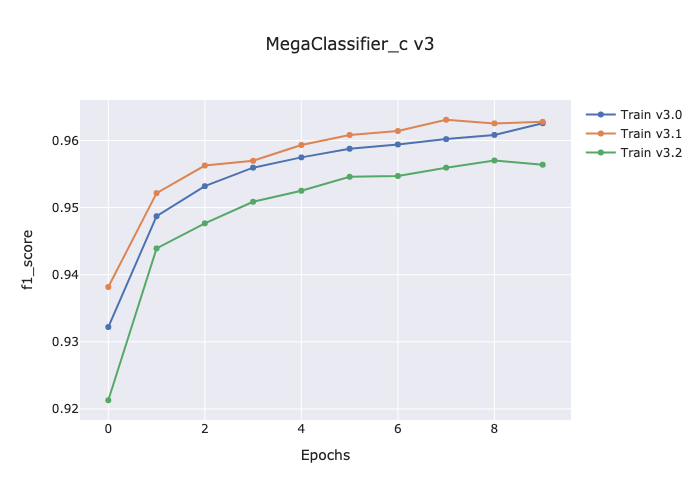 MegaClassifier_c v3
Train v3.0
Train v3.1
Train v3.2
0.96
0.95
0.94
0.93
0.92
f1_score
0 2 4 6 8
Epochs